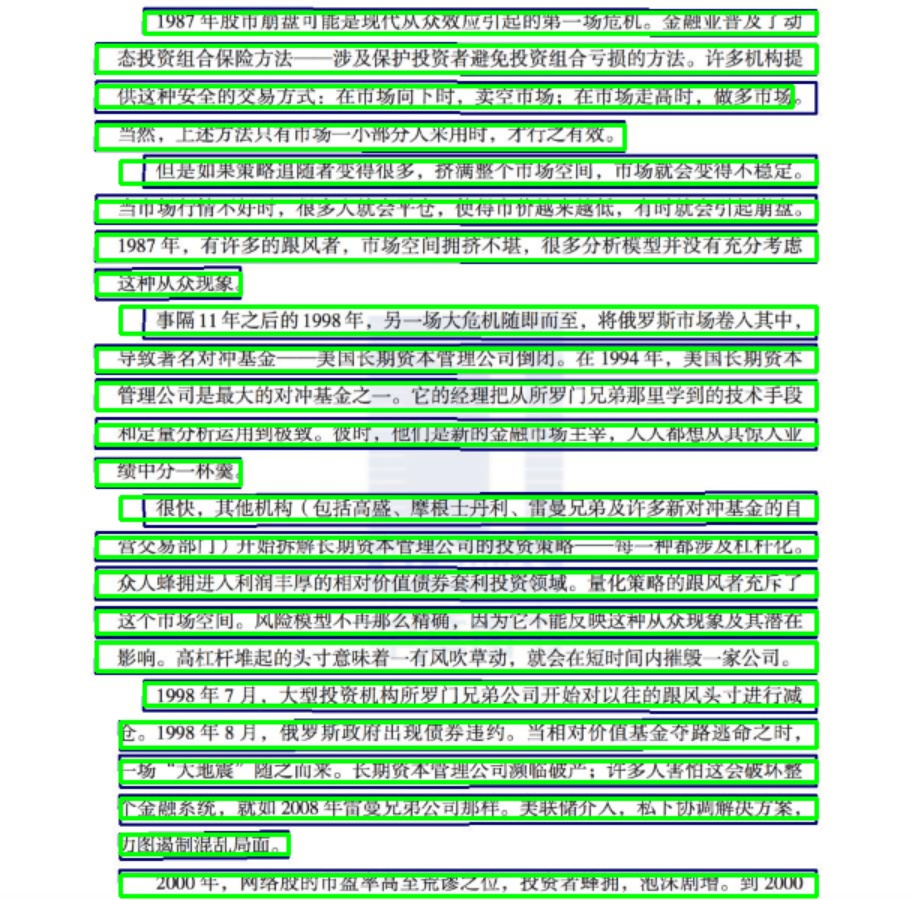 1987 年股市崩盘可能是现代从众效应引起的第一场危机。金融业普及了动
态投资组合保险方法——涉及保护投资者避免投资组合亏损的方法。许多机构提
供这种安全的交易方式：在市场向下时，卖空市场；在市场走高时，做多市场。
当然，上述方法只有市场一小部分人采用时，才行之有效。
但是如果策略追随者变得很多，挤满整个市场空间，市场就会变得不稳定。
当市场行情不好时，很多人就会平仓，使得市价越来越低，有时就会引起崩盘。
1987 年，有许多的跟风者，市场空间拥挤不堪，很多分析模型并没有充分考虑
这种从众现象。
事隔 11 年之后的 1998 年，另一场大危机随即而至，将俄罗斯市场卷入其中，
导致著名对冲基金——美国长期资本管理公司倒闭。在 1994 年，美国长期资本
管理公司是最大的对冲基金之一。它的经理把从所罗门兄弟那里学到的技术手段
和定量分析运用到极致。彼时，他们是新的金融市场主宰，人人都想从其惊人业
绩中分一杯羹。
很快，其他机构（包括高盛、摩根士丹利、雷曼兄弟及许多新对冲基金的自
营交易部门）开始拆解长期资本管理公司的投资策略——每一种都涉及杠杆化。
众人蜂拥进入利润丰厚的相对价值债券套利投资领域。量化策略的跟风者充斥了
这个市场空间。风险模型不再那么精确，因为它不能反映这种从众现象及其潜在
影响。高杠杆堆起的头寸意味着一有风吹草动，就会在短时间内摧毁一家公司。
1998 年 7 月，大型投资机构所罗门兄弟公司开始对以往的跟风头寸进行减
仓。1998 年 8 月，俄罗斯政府出现债券违约。当相对价值基金夺路逃命之时，
一场“大地震”随之而来。长期资本管理公司濒临破产；许多人害怕这会破坏整
个金融系统，就如 2008 年雷曼兄弟公司那样。美联储介入，私下协调解决方案，
力图遏制混乱局面。
2000 年，网络股的市盈率高至荒谬之位，投资者蜂拥，泡沫剧增。到 2000